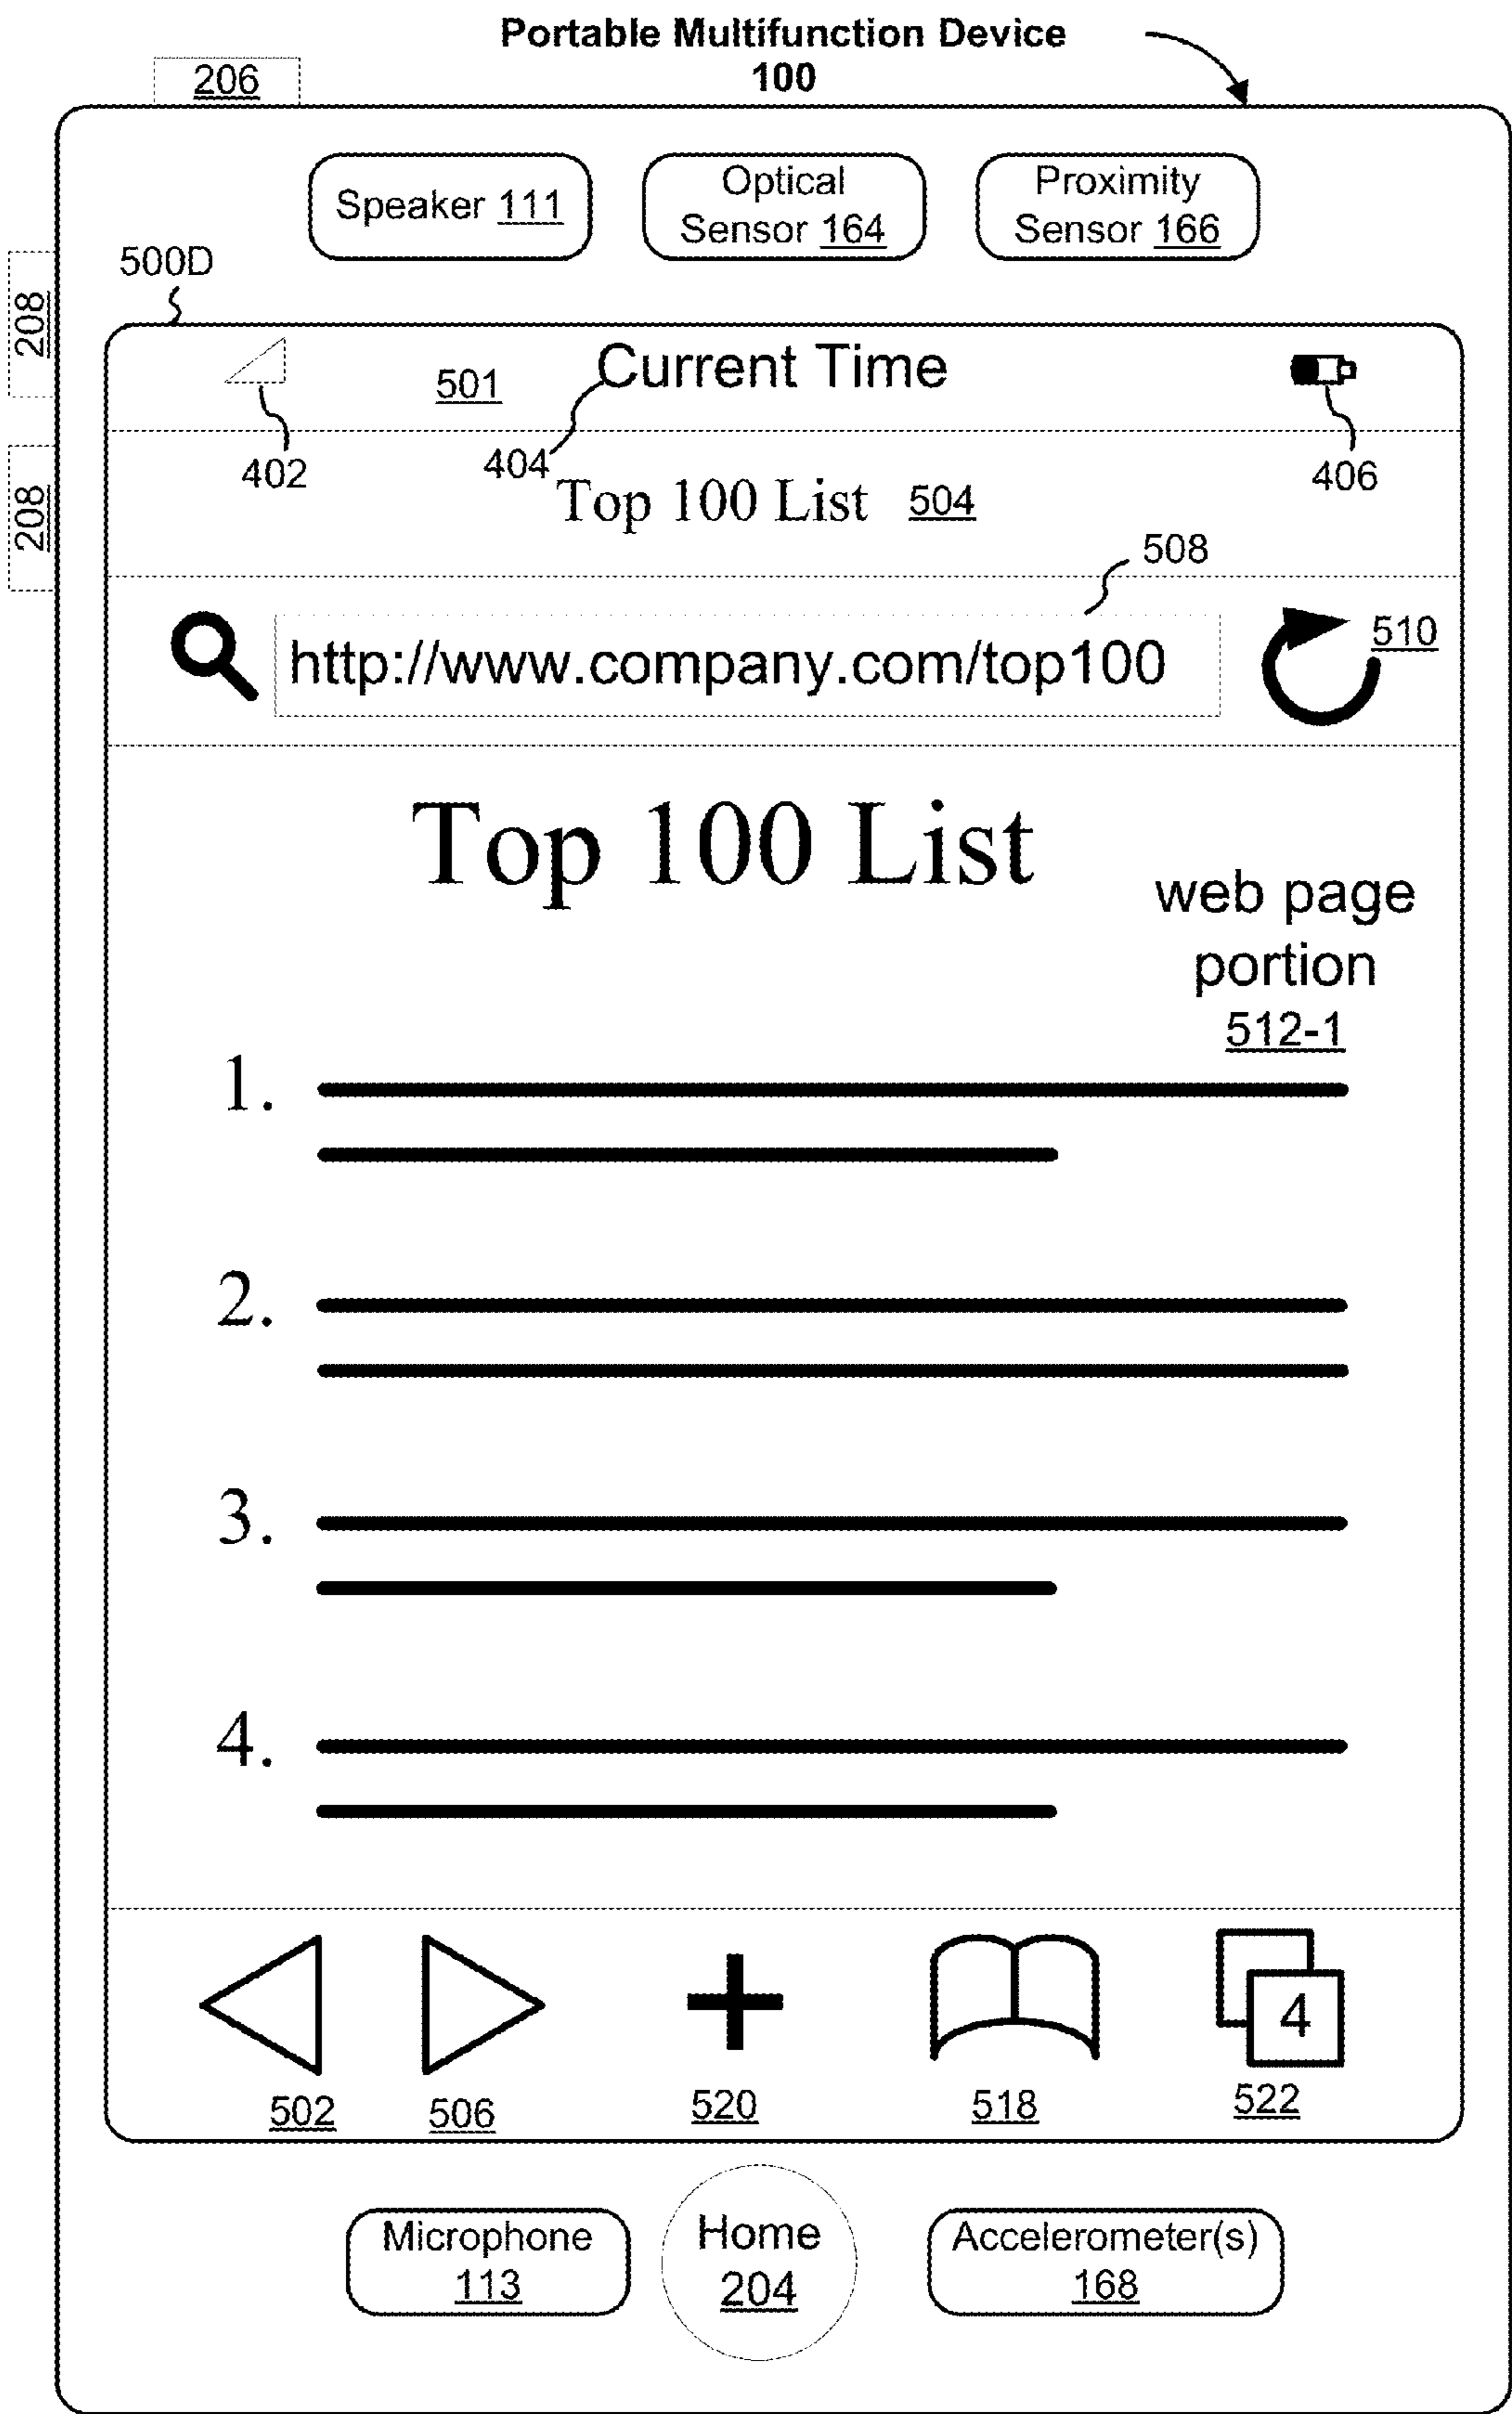 Portable Multifunction Device
100
206
Speaker 111
Optical
Sensor 164
Proximity
Sensor 166
208
208
500D
501
Current Time
402
404
406
Top 100 List 504
508
http://www.company.com/top100
510
Top 100 List
web page
portion
512-1
1.
2.
3.
4.
4
502
506
520
518
522
Microphone
113
Home
204
Accelerometer(s)
168